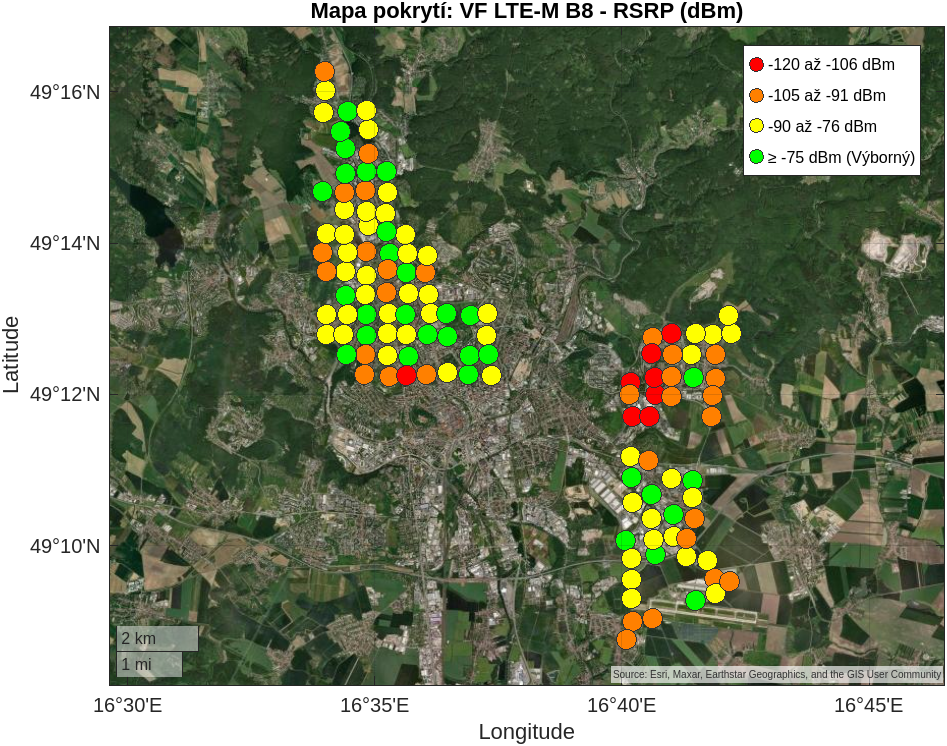 Mapa pokrytí: VF LTE-M B8 - RSRP (dBm)
-120 až -106 dBm
-105 až -91 dBm
-90 až -76 dBm
≥ -75 dBm (Výborný)
49°16'N
49°14'N
49°12'N
49°10'N
Latitude
2 km
1 mi
Source: Esri, Maxar, Earthstar Geographics, and the GIS User Community
16°30'E
16°35'E
16°40'E
16°45'E
Longitude